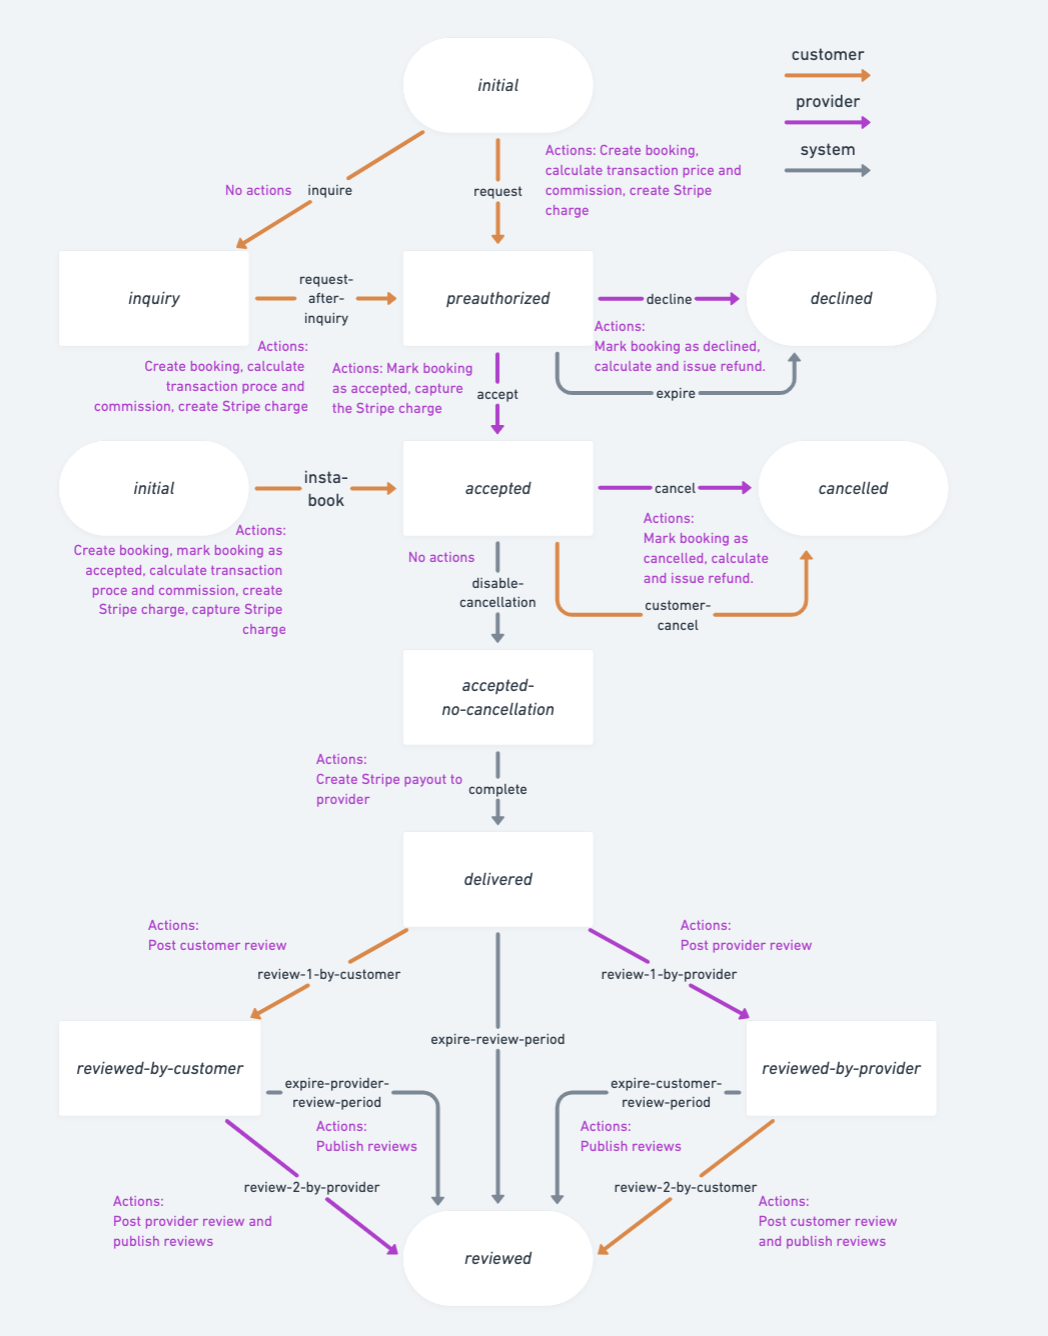 initial
customer
provider
system
Actions: Create booking,
calculate transaction price and
commission, create Stripe
charge
No actions
inquire
request
inquiry
request-
after-
inquiry
preauthorized
decline
declined
Actions:
Create booking, calculate
transaction proce and
commission, create Stripe charge
Actions: Mark booking
as accepted, capture
the Stripe charge
accept
Actions:
Mark booking as declined,
calculate and issue refund.
expire
initial
insta-
book
accepted
cancel
cancelled
Actions:
Create booking, mark booking as
accepted, calculate transaction
proce and commission, create
Stripe charge, capture Stripe
charge
No actions
disable-
cancellation
Actions:
Mark booking as
cancelled, calculate
and issue refund.
customer-
cancel
accepted-
no-cancellation
Actions:
Create Stripe payout to
provider
complete
delivered
Actions:
Post customer review
review-1-by-customer
Actions:
Post provider review
review-1-by-provider
expire-review-period
reviewed-by-customer
expire-provider-
review-period
Actions:
Publish reviews
expire-customer-
review-period
Actions:
Publish reviews
reviewed-by-provider
review-2-by-provider
Actions:
Post provider review and
publish reviews
review-2-by-customer
Actions:
Post customer review
and publish reviews
reviewed